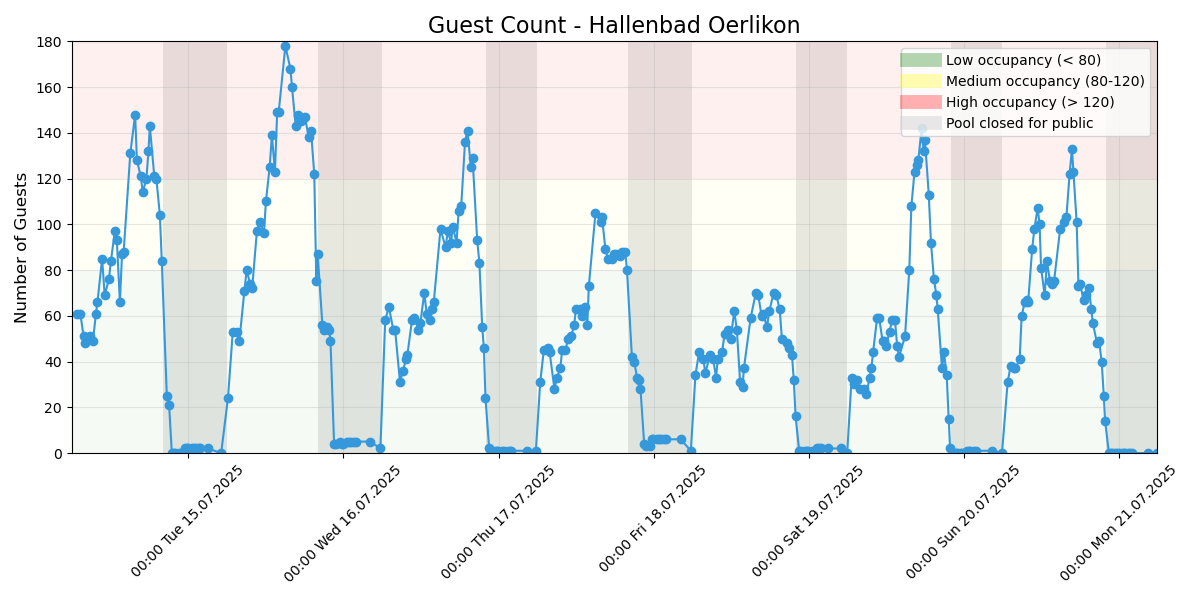 Guest Count - Hallenbad Oerlikon
Number of Guests
180
160
140
120
100
80
60
40
20
0
Low occupancy (< 80)
Medium occupancy (80-120)
High occupancy (> 120)
Pool closed for public
00:00 Tue 15.07.2025
00:00 Wed 16.07.2025
00:00 Thu 17.07.2025
00:00 Fri 18.07.2025
00:00 Sat 19.07.2025
00:00 Sun 20.07.2025
00:00 Mon 21.07.2025